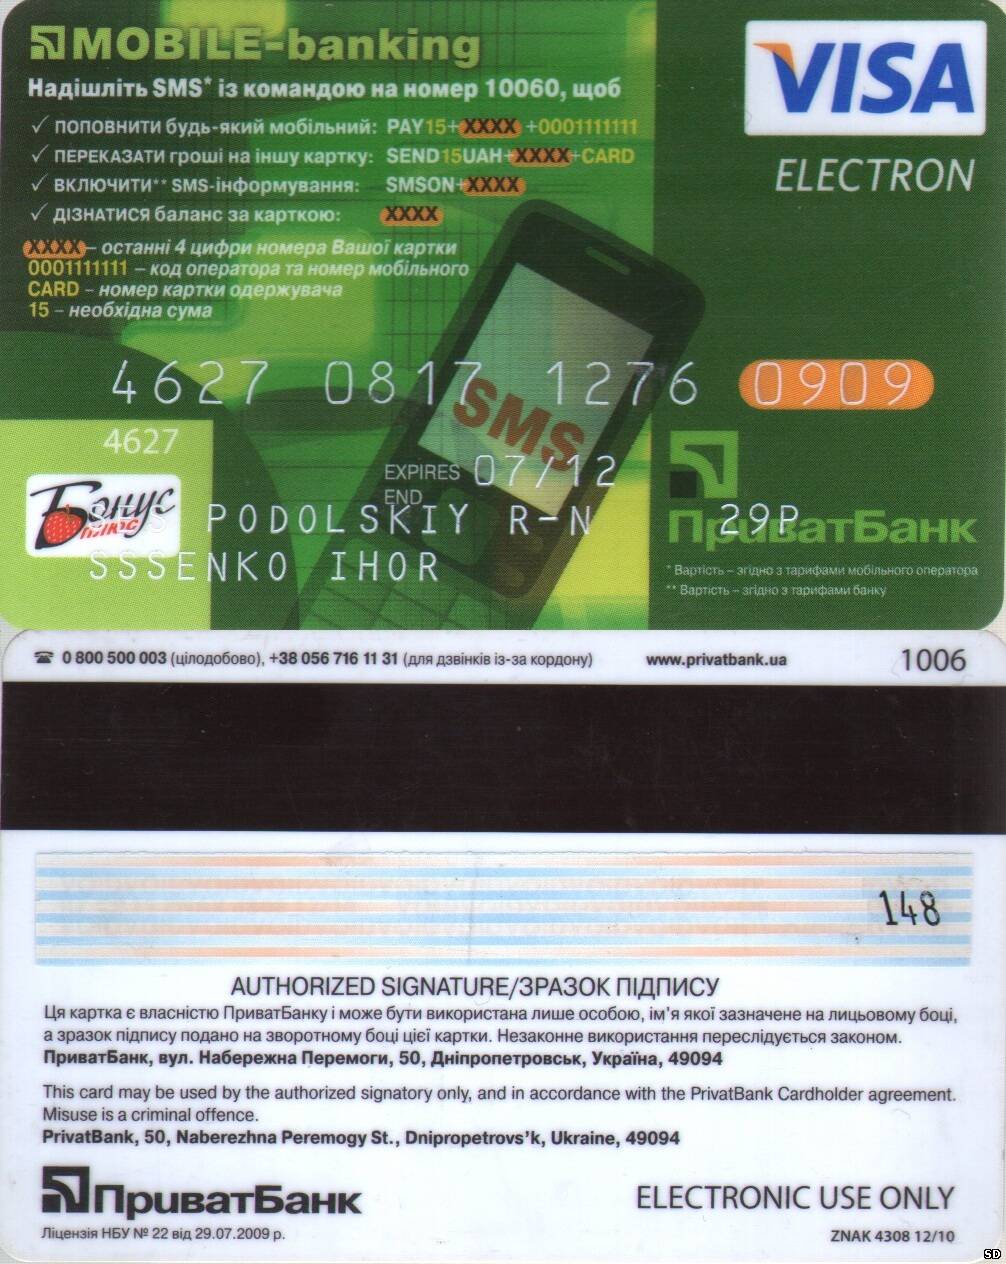 MOBILE-banking
Надішліть SMS* із командою на номер 10060, щоб
✓ ПОПОВНИТИ будь-який мобільний: PAY15+XXXX+0001111111
✓ ПЕРЕКАЗАТИ гроші на іншу картку: SEND15UAH+XXXX+CARD
✓ ВКЛЮЧИТИ** SMS-інформування: SMSON+XXXX
✓ ДІЗНАТИСЯ баланс за карткою: XXXX
XXXX – останні 4 цифри номера Вашої картки
0001111111 – код оператора та номер мобільного
CARD – номер картки одержувача
15 – необхідна сума
VISA
ELECTRON
SMS
4627 0817 1276 0909
4627
EXPIRES END 07/12
Бонус плюс
PODOLSKIY R-N 29P
SSSENKO IHOR
ПриватБанк
* Вартість – згідно з тарифами мобільного оператора
** Вартість – згідно з тарифами банку
☎ 0 800 500 003 (цілодобово), +38 056 716 11 31 (для дзвінків із-за кордону) www.privatbank.ua 1006
148
AUTHORIZED SIGNATURE/ЗРАЗОК ПІДПИСУ
Ця картка є власністю ПриватБанку і може бути використана лише особою, ім’я якої зазначене на лицьовому боці,
а зразок підпису подано на зворотному боці цієї картки. Незаконне використання переслідується законом.
ПриватБанк, вул. Набережна Перемоги, 50, Дніпропетровськ, Україна, 49094
This card may be used by the authorized signatory only, and in accordance with the PrivatBank Cardholder agreement.
Misuse is a criminal offence.
PrivatBank, 50, Naberezhna Peremogy St., Dnipropetrovs’k, Ukraine, 49094
ПриватБанк
ELECTRONIC USE ONLY
Ліцензія НБУ № 22 від 29.07.2009 р.
ZNAK 4308 12/10
SD